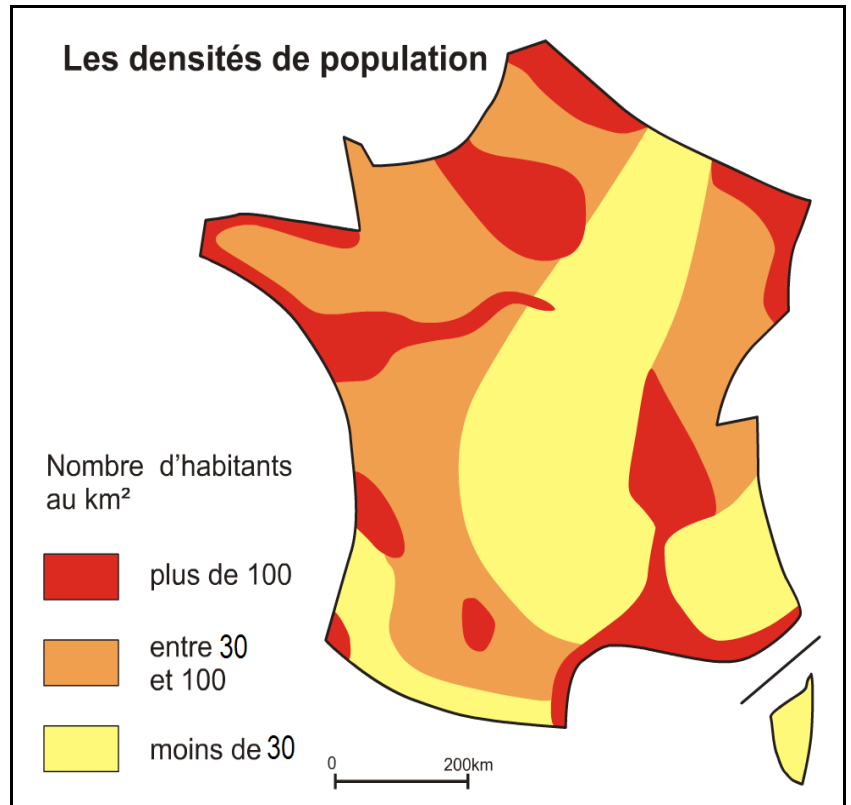 Les densités de population
Nombre d'habitants
au km²
plus de 100
entre 30
et 100
moins de 30
0 200km